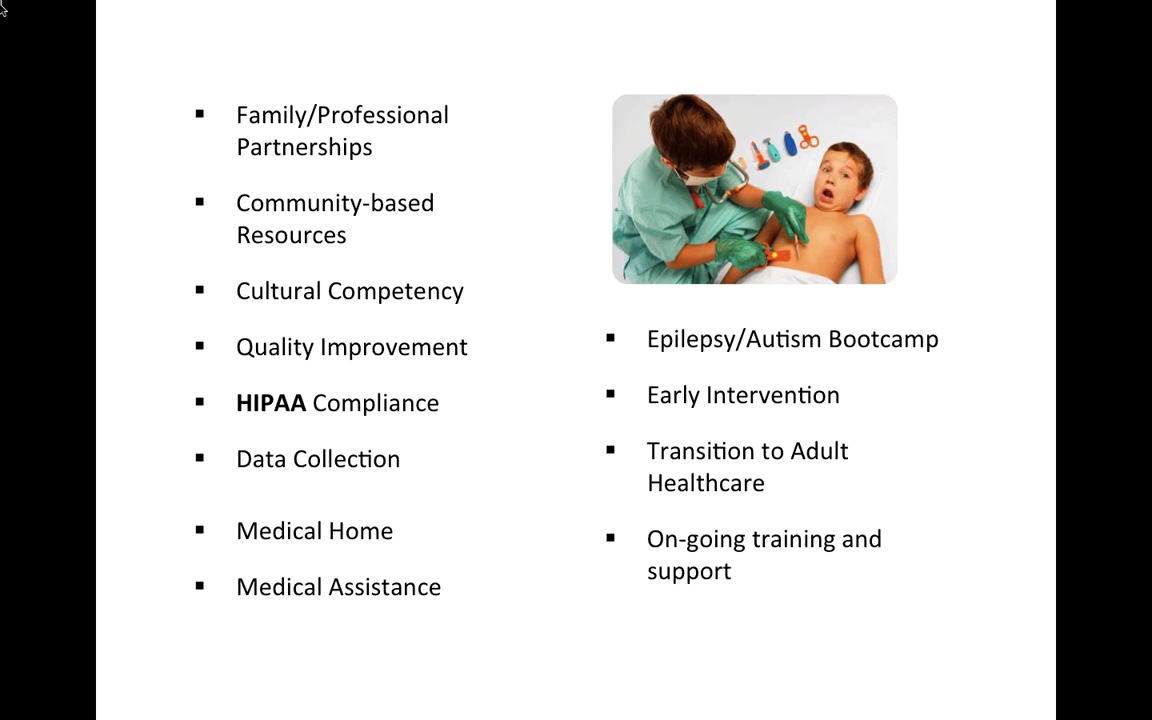 Family/Professional
Partnerships
Community-based
Resources
Cultural Competency
Quality Improvement
HIPAA Compliance
Data Collection
Medical Home
Medical Assistance
Epilepsy/Autism Bootcamp
Early Intervention
Transition to Adult
Healthcare
On-going training and
support